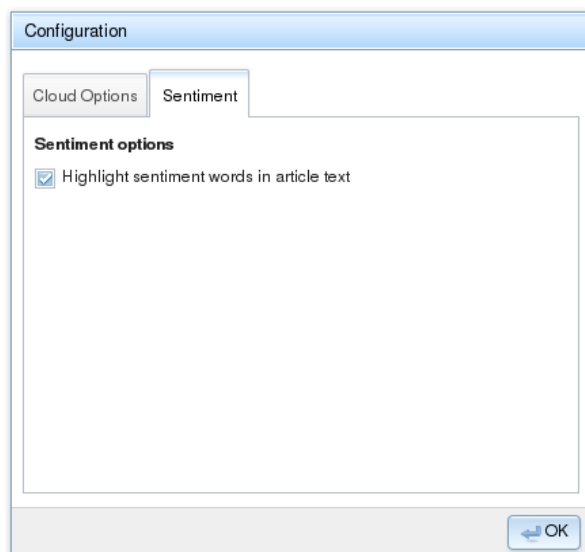 Configuration
Cloud Options
Sentiment
Sentiment options
Highlight sentiment words in article text
OK